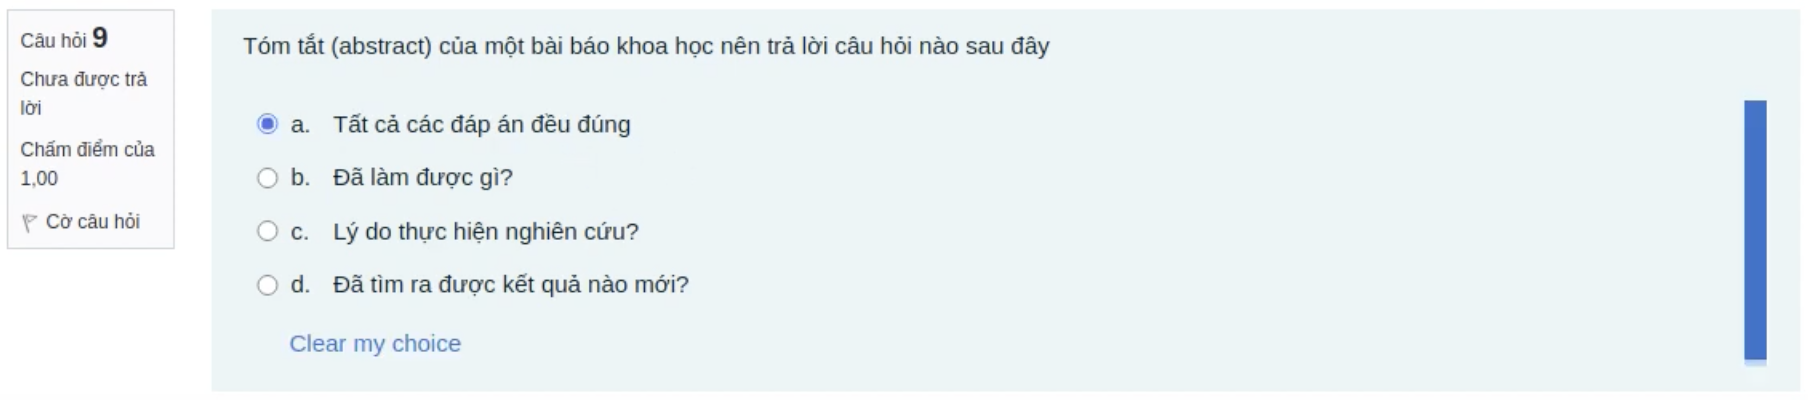 Câu hỏi 9
Chưa được trả
lời
Chấm điểm của
1,00
Cờ câu hỏi
Tóm tắt (abstract) của một bài báo khoa học nên trả lời câu hỏi nào sau đây
a. Tất cả các đáp án đều đúng
b. Đã làm được gì?
c. Lý do thực hiện nghiên cứu?
d. Đã tìm ra được kết quả nào mới?
Clear my choice